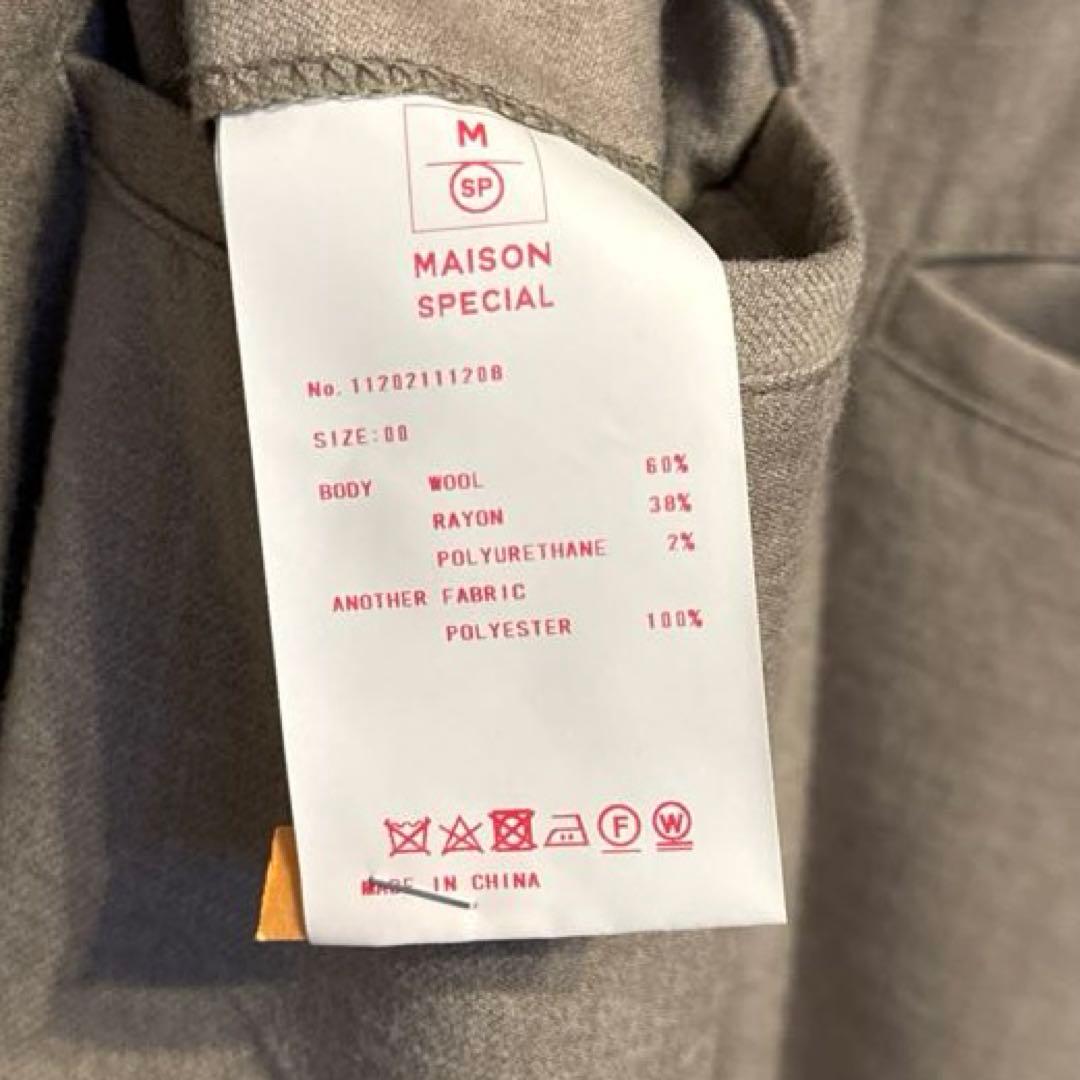 M
SP
MAISON
SPECIAL
No. 11202111208
SIZE:00
BODY WOOL 60%
RAYON 38%
POLYURETHANE 2%
ANOTHER FABRIC
POLYESTER 100%
F W
MADE IN CHINA